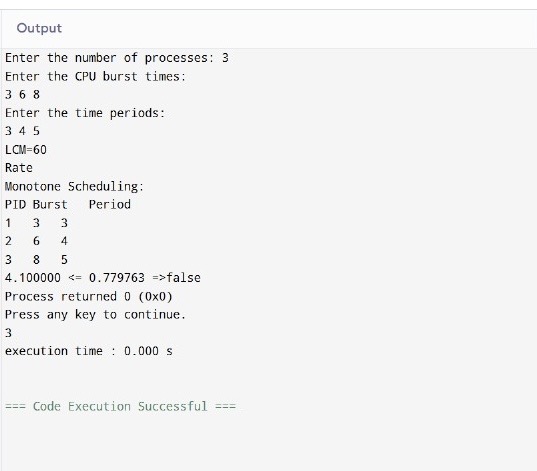 Output
Enter the number of processes: 3
Enter the CPU burst times:
3 6 8
Enter the time periods:
3 4 5
LCM=60
Rate
Monotone Scheduling:
PID Burst   Period
1   3   3
2   6   4
3   8   5
4.100000 <= 0.779763 =>false
Process returned 0 (0x0)
Press any key to continue.
3
execution time : 0.000 s
=== Code Execution Successful ===